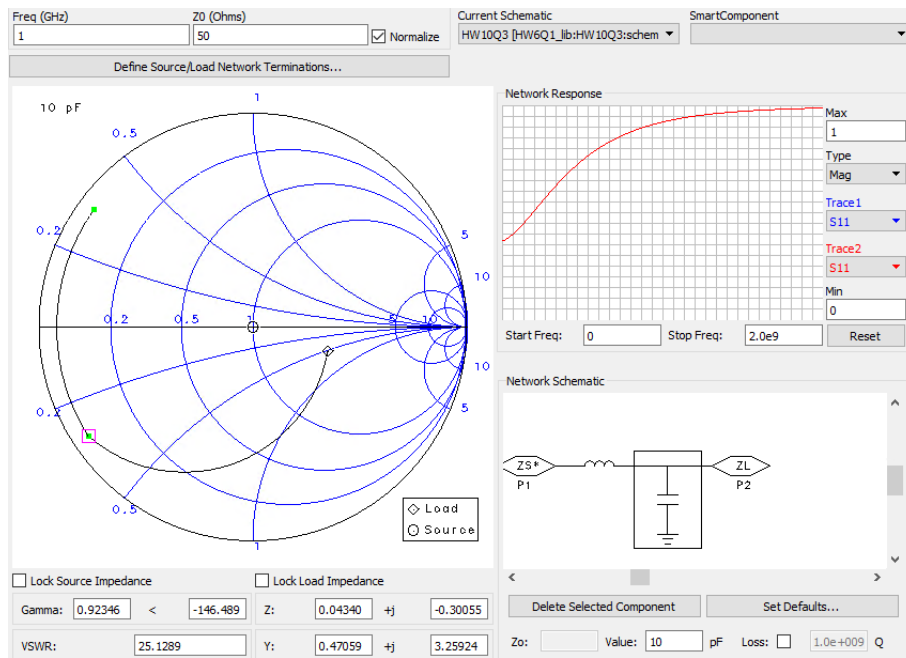 Freq (GHz) Z0 (Ohms) Current Schematic SmartComponent
1 50 Normalize HW10Q3 [HW6Q1_lib:HW10Q3:schem
Define Source/Load Network Terminations...
10 pF
1
0.5
0.2
5
10
0.2 0.5 1 5 10
10
5
0.2
0.5
1
Load
Source
Network Response
Max
1
Type
Mag
Trace1
S11
Trace2
S11
Min
0
Start Freq: 0 Stop Freq: 2.0e9 Reset
Network Schematic
ZS* ZL
P1 P2
Lock Source Impedance Lock Load Impedance
Gamma: 0.92346 < -146.489 Z: 0.04340 +j -0.30055
VSWR: 25.1289 Y: 0.47059 +j 3.25924
Delete Selected Component Set Defaults...
Zo: Value: 10 pF Loss: 1.0e+009 Q